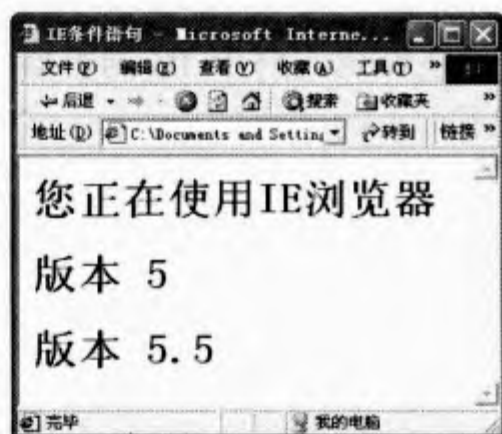 IE条件语句 - Microsoft Interne...
文件(F) 编辑(E) 查看(V) 收藏(A) 工具(T) »
后退 搜索 收藏夹 »
地址(D) C:\Documents and Setting 转到 链接 »
您正在使用IE浏览器
版本 5
版本 5.5
完毕 我的电脑